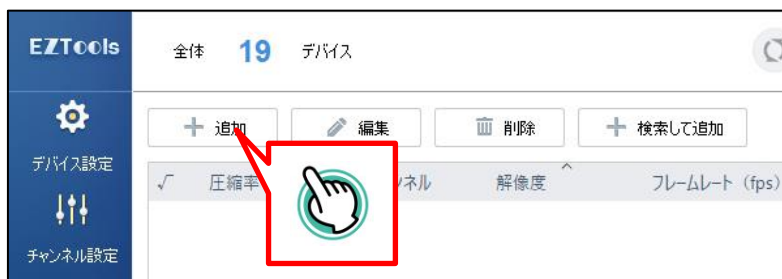 EZTools
全体 19 デバイス
追加 編集 削除 検索して追加
デバイス設定
√ 圧縮率 ンネル 解像度 フレームレート (fps)
チャンネル設定